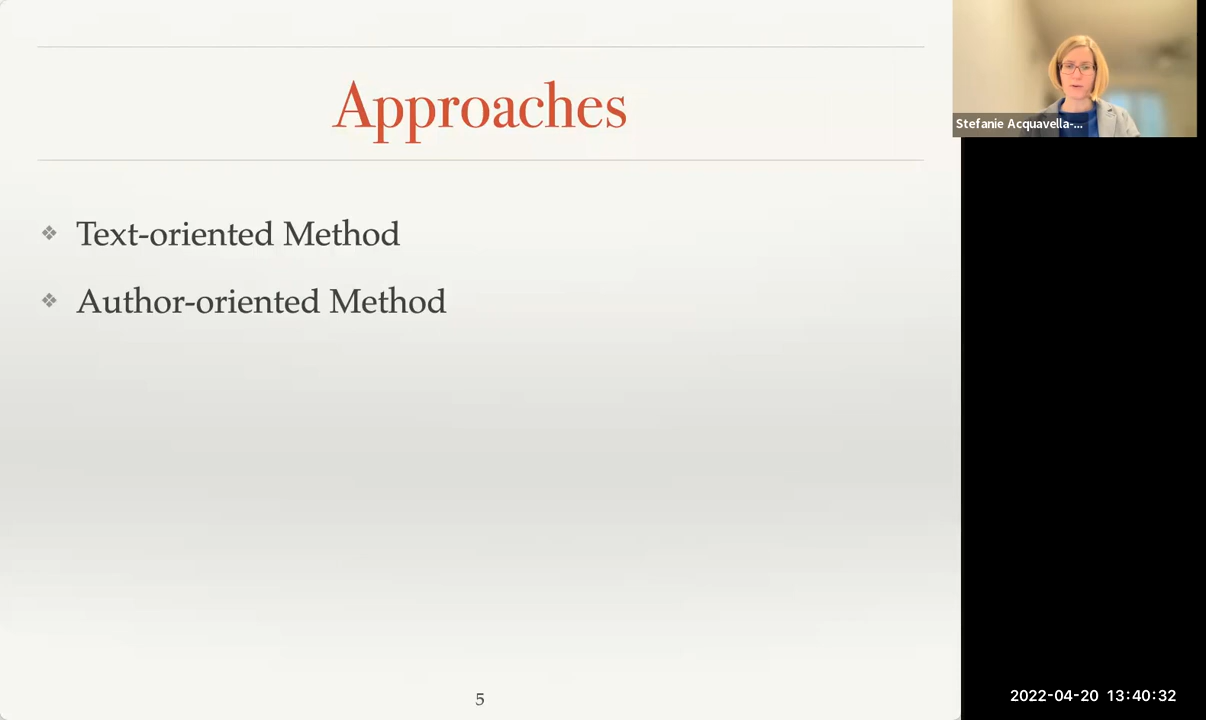 Approaches
Stefanie Acquavella-...
❖ Text-oriented Method
❖ Author-oriented Method
5
2022-04-20 13:40:32